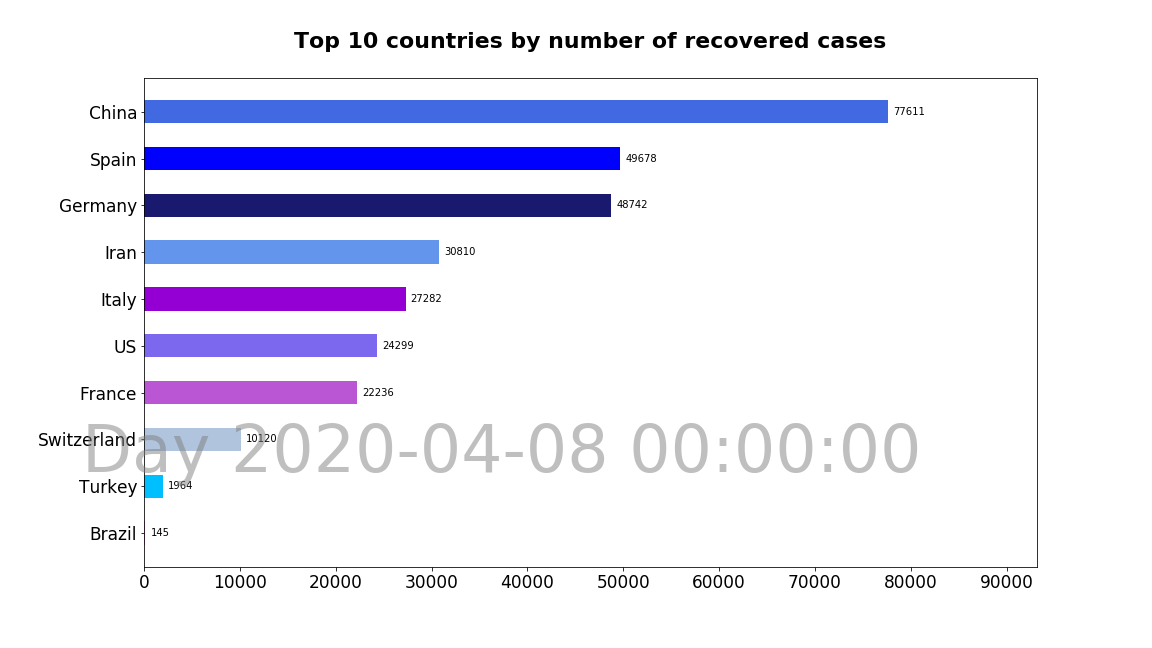 Top 10 countries by number of recovered cases
China 77611
Spain 49678
Germany 48742
Iran 30810
Italy 27282
US 24299
France 22236
Switzerland 10120
Day 2020-04-08 00:00:00
Turkey 1964
Brazil 145
0 10000 20000 30000 40000 50000 60000 70000 80000 90000